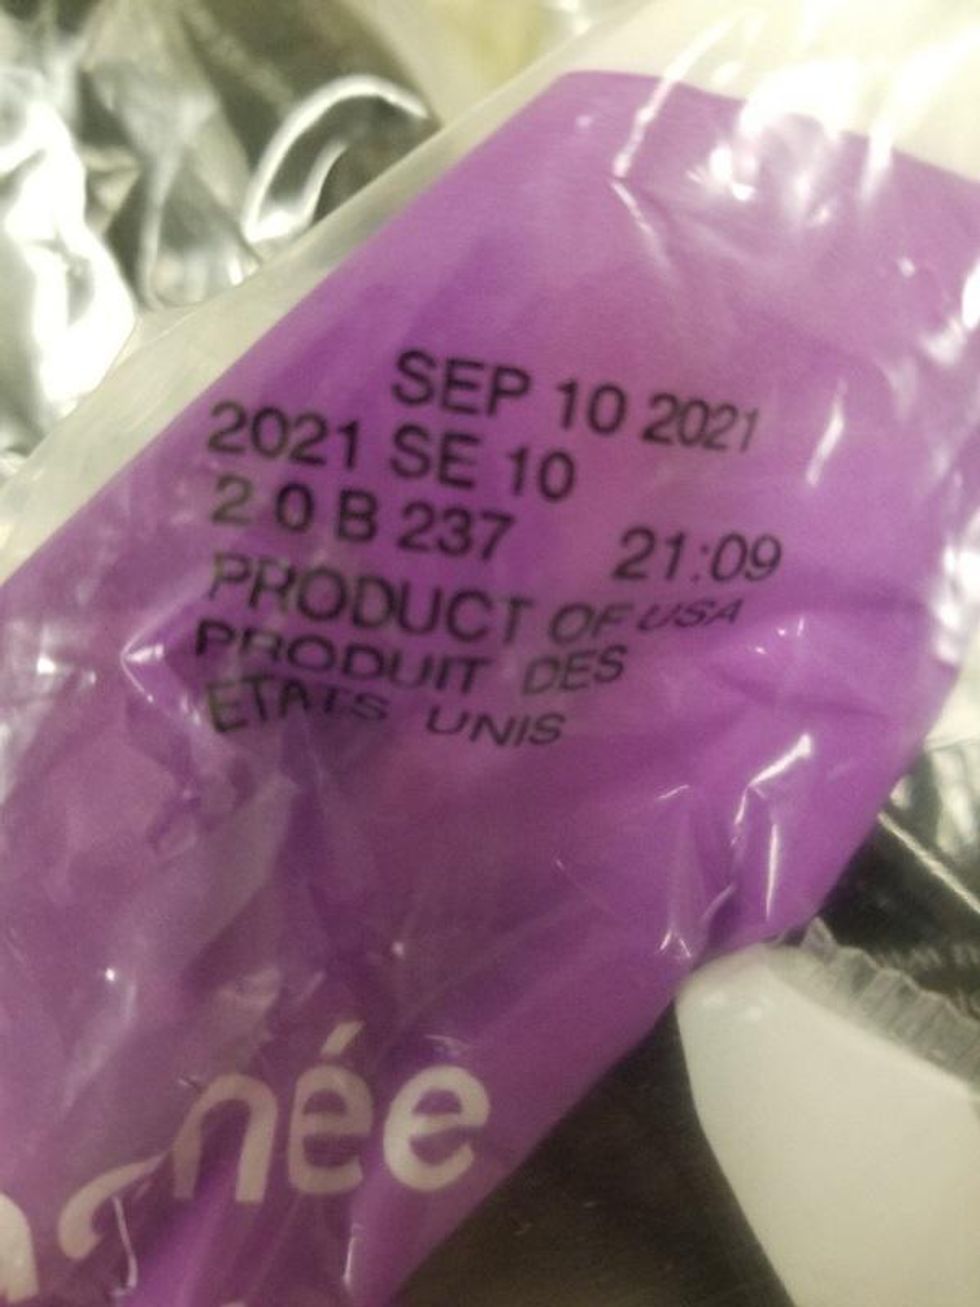 SEP 10 2021
2021 SE 10
2 0 B 237 21:09
PRODUCT OF USA
PRODUIT DES
ETATS UNIS
née